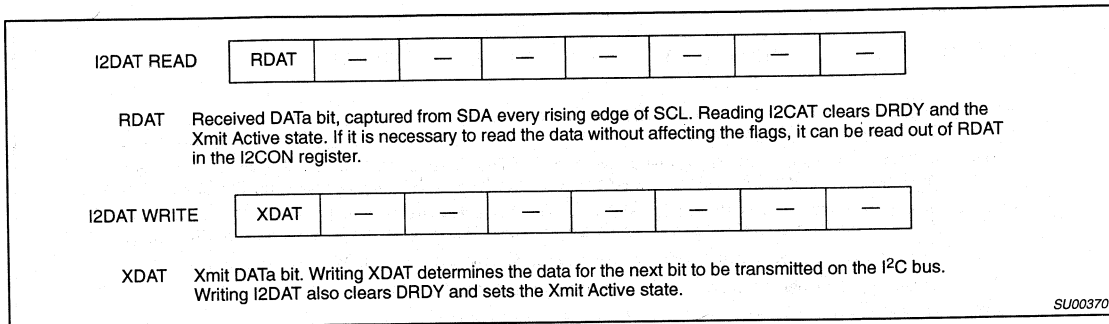 I2DAT READ RDAT — — — — — — —
RDAT Received DATa bit, captured from SDA every rising edge of SCL. Reading I2CAT clears DRDY and the
Xmit Active state. If it is necessary to read the data without affecting the flags, it can be read out of RDAT
in the I2CON register.
I2DAT WRITE XDAT — — — — — — —
XDAT Xmit DATa bit. Writing XDAT determines the data for the next bit to be transmitted on the I²C bus.
Writing I2DAT also clears DRDY and sets the Xmit Active state.
SU00370